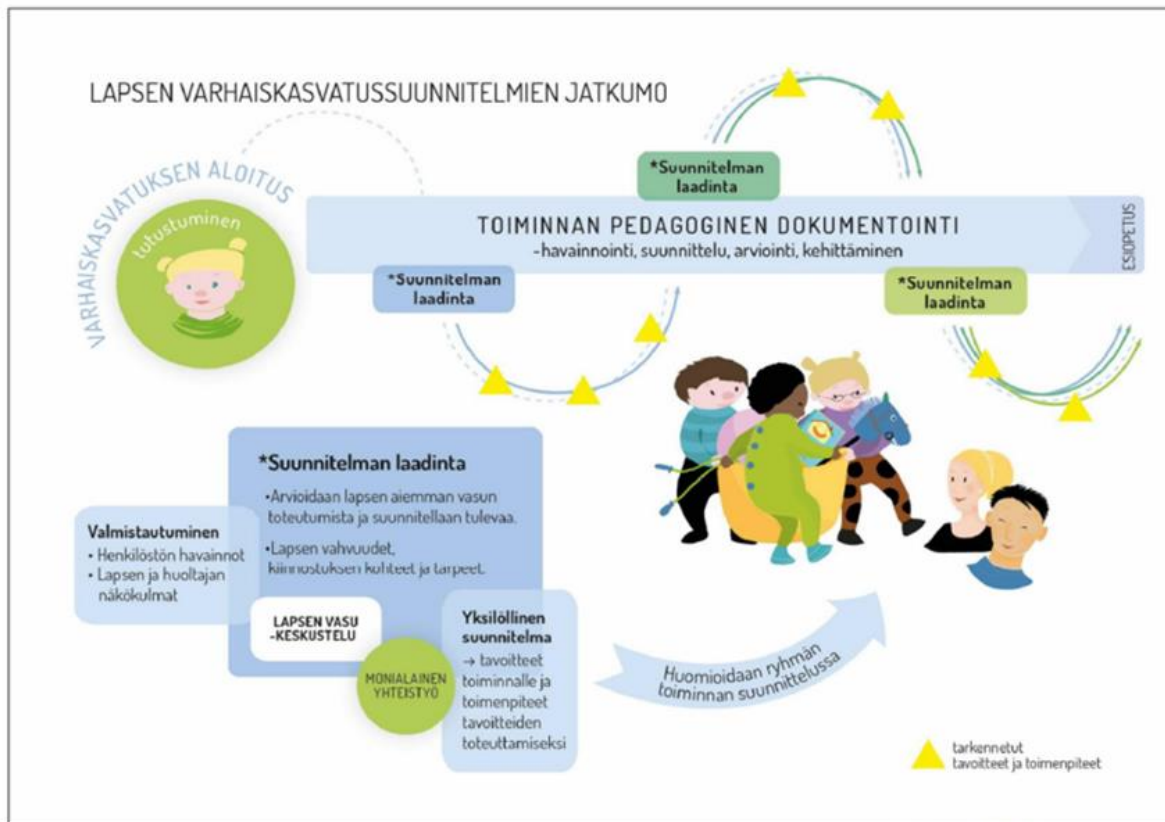 LAPSEN VARHAISKASVATUSSUUNNITELMIEN JATKUMO
VARHAISKASVATUKSEN ALOITUS
tutustuminen
*Suunnitelman
laadinta
TOIMINNAN PEDAGOGINEN DOKUMENTOINTI
-havainnointi, suunnittelu, arviointi, kehittäminen
ESIOPETUS
*Suunnitelman
laadinta
*Suunnitelman
laadinta
*Suunnitelman laadinta
•Arvioidaan lapsen aiemman vasun
toteutumista ja suunnitellaan tulevaa.
•Lapsen vahvuudet,
kiinnostuksen kohteet ja tarpeet.
Valmistautuminen
• Henkilöstön havainnot
• Lapsen ja huoltajan
näkökulmat
LAPSEN VASU
-KESKUSTELU
MONIALAINEN
YHTEISTYÖ
Yksilöllinen
suunnitelma
→ tavoitteet
toiminnalle ja
toimenpiteet
tavoitteiden
toteuttamiseksi
Huomioidaan ryhmän
toiminnan suunnittelussa
tarkennetut
tavoitteet ja toimenpiteet